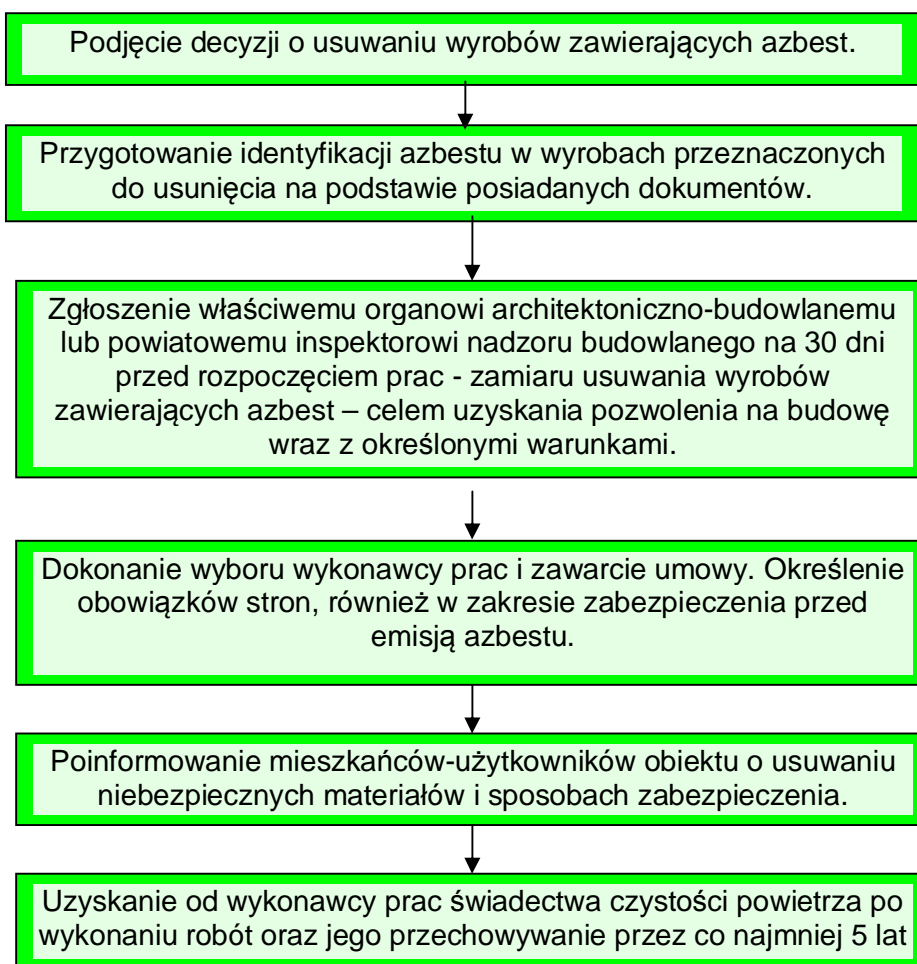 Podjęcie decyzji o usuwaniu wyrobów zawierających azbest.
Przygotowanie identyfikacji azbestu w wyrobach przeznaczonych
do usunięcia na podstawie posiadanych dokumentów.
Zgłoszenie właściwemu organowi architektoniczno-budowlanemu
lub powiatowemu inspektorowi nadzoru budowlanego na 30 dni
przed rozpoczęciem prac - zamiaru usuwania wyrobów
zawierających azbest – celem uzyskania pozwolenia na budowę
wraz z określonymi warunkami.
Dokonanie wyboru wykonawcy prac i zawarcie umowy. Określenie
obowiązków stron, również w zakresie zabezpieczenia przed
emisją azbestu.
Poinformowanie mieszkańców-użytkowników obiektu o usuwaniu
niebezpiecznych materiałów i sposobach zabezpieczenia.
Uzyskanie od wykonawcy prac świadectwa czystości powietrza po
wykonaniu robót oraz jego przechowywanie przez co najmniej 5 lat